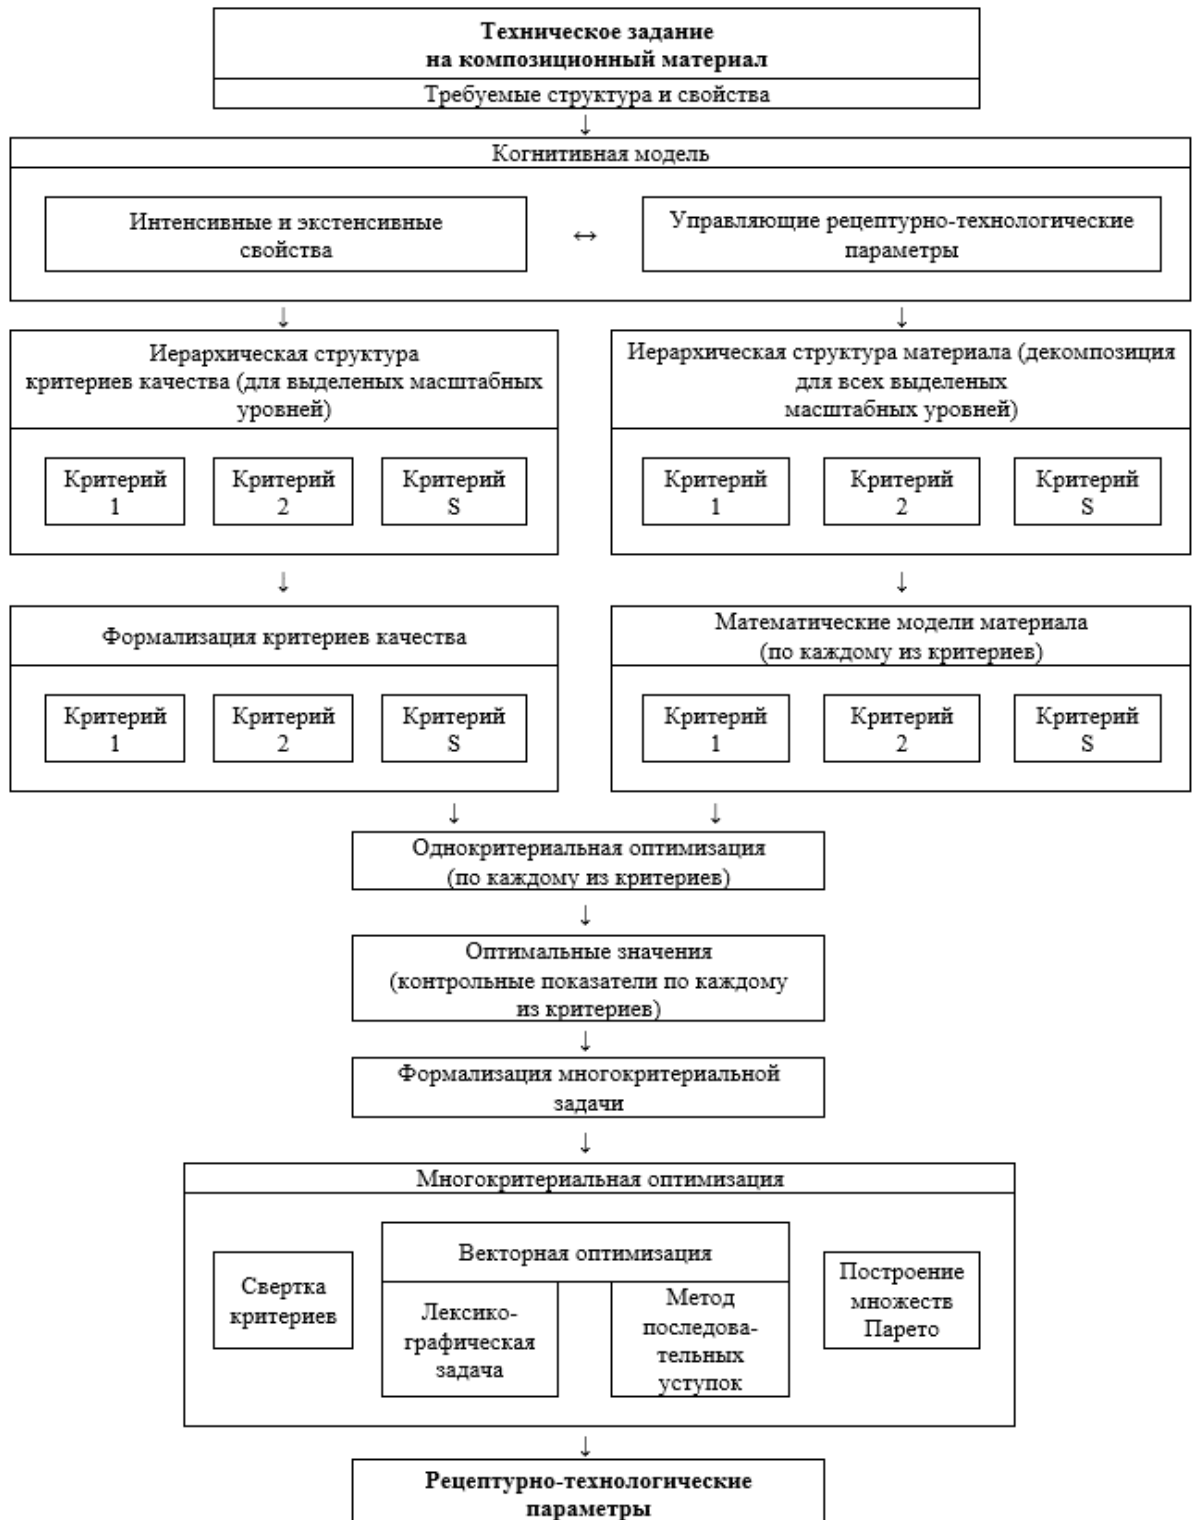 Техническое задание
на композиционный материал
Требуемые структура и свойства
↓
Когнитивная модель
Интенсивные и экстенсивные
свойства
↔
Управляющие рецептурно-технологические
параметры
↓
↓
Иерархическая структура
критериев качества (для выделеных масштабных
уровней)
Критерий
1
Критерий
2
Критерий
S
Иерархическая структура материала (декомпозиция
для всех выделеных
масштабных уровней)
Критерий
1
Критерий
2
Критерий
S
↓
↓
Формализация критериев качества
Критерий
1
Критерий
2
Критерий
S
Математические модели материала
(по каждому из критериев)
Критерий
1
Критерий
2
Критерий
S
↓
↓
Однокритериальная оптимизация
(по каждому из критериев)
↓
Оптимальные значения
(контрольные показатели по каждому
из критериев)
↓
Формализация многокритериальной
задачи
↓
Многокритериальная оптимизация
Свертка
критериев
Векторная оптимизация
Лексико-
графическая
задача
Метод
последова-
тельных
уступок
Построение
множеств
Парето
↓
Рецептурно-технологические
параметры